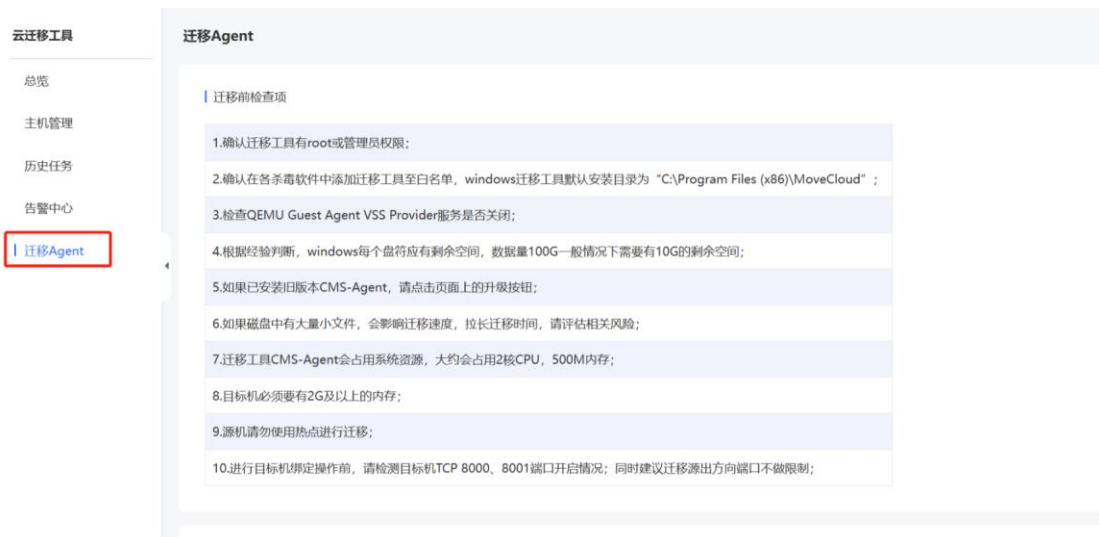 云迁移工具
总览
主机管理
历史任务
告警中心
迁移Agent
迁移Agent
迁移前检查项
1.确认迁移工具有root或管理员权限；
2.确认在各杀毒软件中添加迁移工具至白名单，windows迁移工具默认安装目录为“C:\Program Files (x86)\MoveCloud”；
3.检查QEMU Guest Agent VSS Provider服务是否关闭；
4.根据经验判断，windows每个盘符应有剩余空间，数据量100G一般情况下需要有10G的剩余空间；
5.如果已安装旧版本CMS-Agent，请点击页面上的升级按钮；
6.如果磁盘中有大量小文件，会影响迁移速度，拉长迁移时间，请评估相关风险；
7.迁移工具CMS-Agent会占用系统资源，大约会占用2核CPU，500M内存；
8.目标机必须要有2G及以上的内存；
9.源机请勿使用热点进行迁移；
10.进行目标机绑定操作前，请检测目标机TCP 8000、8001端口开启情况；同时建议迁移源出方向端口不做限制；